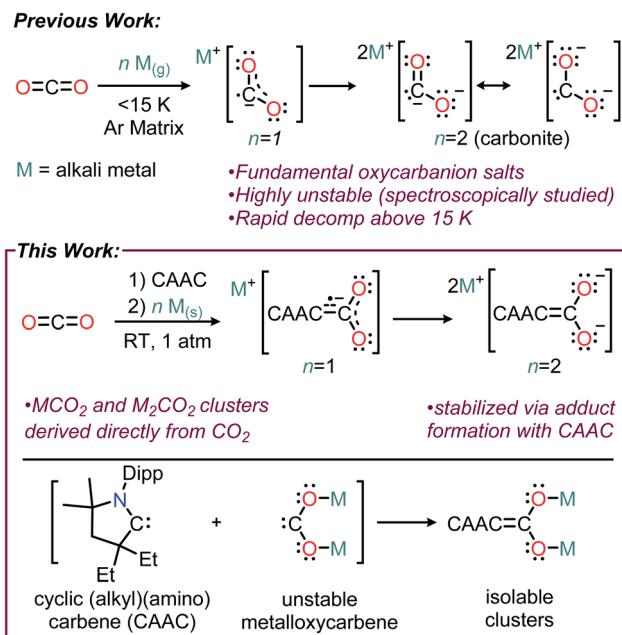 Previous Work:
O=C=O
n M(g)
<15 K
Ar Matrix
M+
O
C
O
n=1
2M+
O
C
O
–
2M+
O
–
C
O
–
n=2 (carbonite)
M = alkali metal
•Fundamental oxycarbanion salts
•Highly unstable (spectroscopically studied)
•Rapid decomp above 15 K
This Work:
O=C=O
1) CAAC
2) n M(s)
RT, 1 atm
M+
CAAC=C
O
O
n=1
2M+
CAAC=C
O
–
O
–
n=2
•MCO2 and M2CO2 clusters
derived directly from CO2
•stabilized via adduct
formation with CAAC
Dipp
N
C:
Et
Et
+
:C
O–M
O–M
CAAC=C
O–M
O–M
cyclic (alkyl)(amino)
carbene (CAAC)
unstable
metalloxycarbene
isolable
clusters